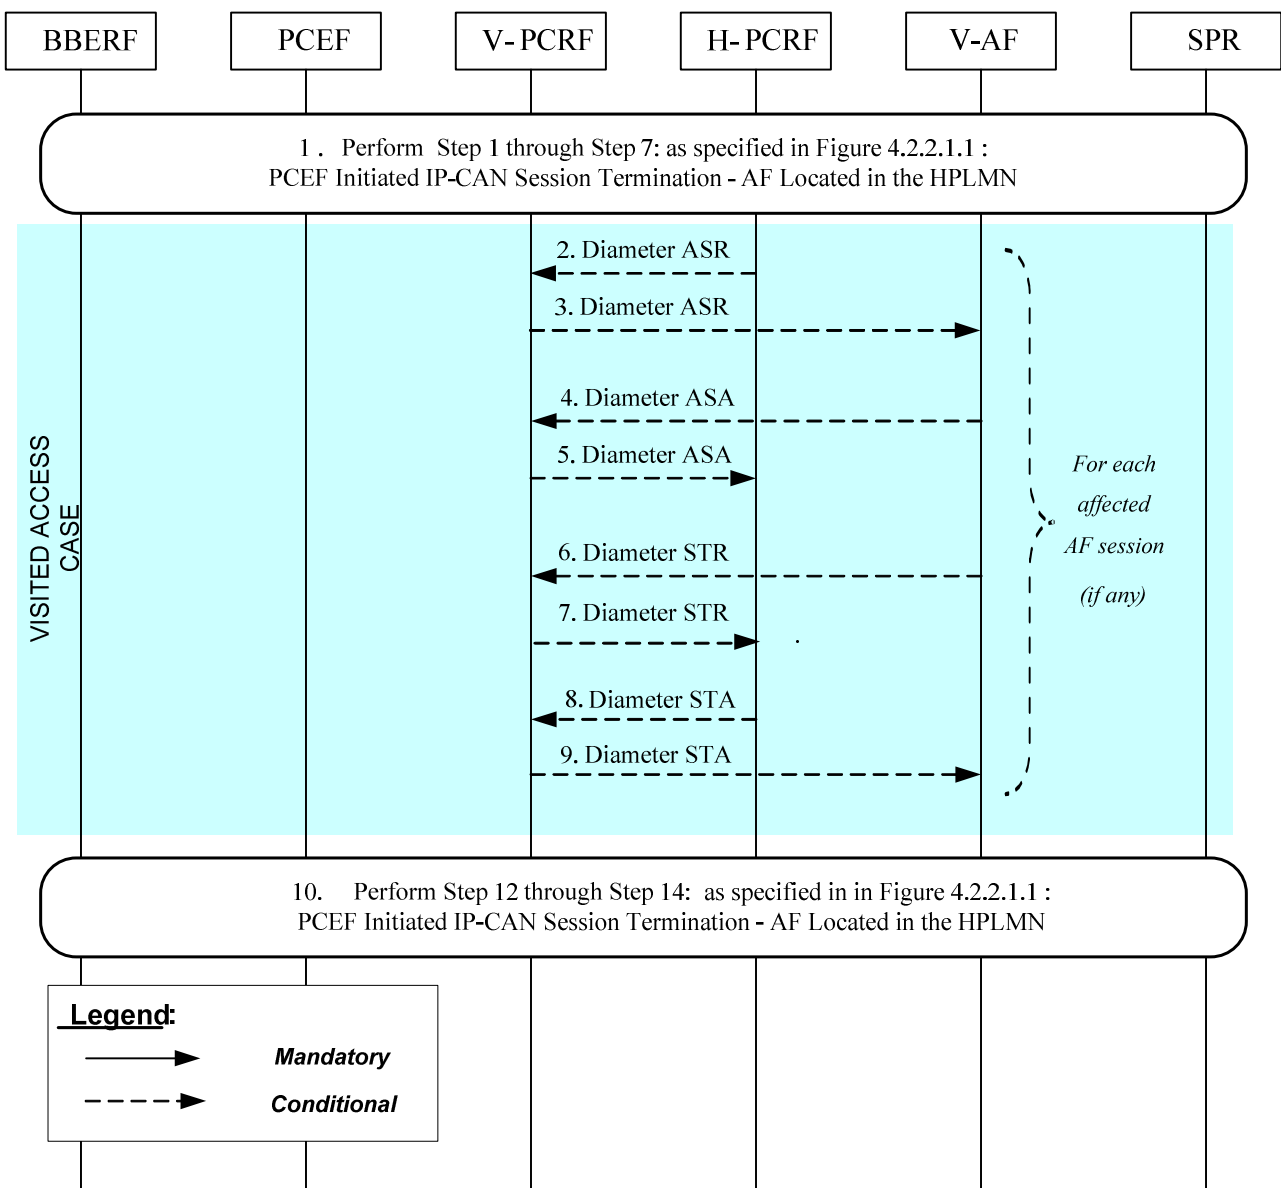 BBERF
PCEF
V-PCRF
H-PCRF
V-AF
SPR
1. Perform Step 1 through Step 7: as specified in Figure 4.2.2.1.1:
PCEF Initiated IP-CAN Session Termination - AF Located in the HPLMN
2. Diameter ASR
3. Diameter ASR
4. Diameter ASA
5. Diameter ASA
6. Diameter STR
7. Diameter STR
8. Diameter STA
9. Diameter STA
VISITED ACCESS
CASE
For each
affected
AF session
(if any)
10. Perform Step 12 through Step 14: as specified in in Figure 4.2.2.1.1:
PCEF Initiated IP-CAN Session Termination - AF Located in the HPLMN
Legend:
Mandatory
Conditional